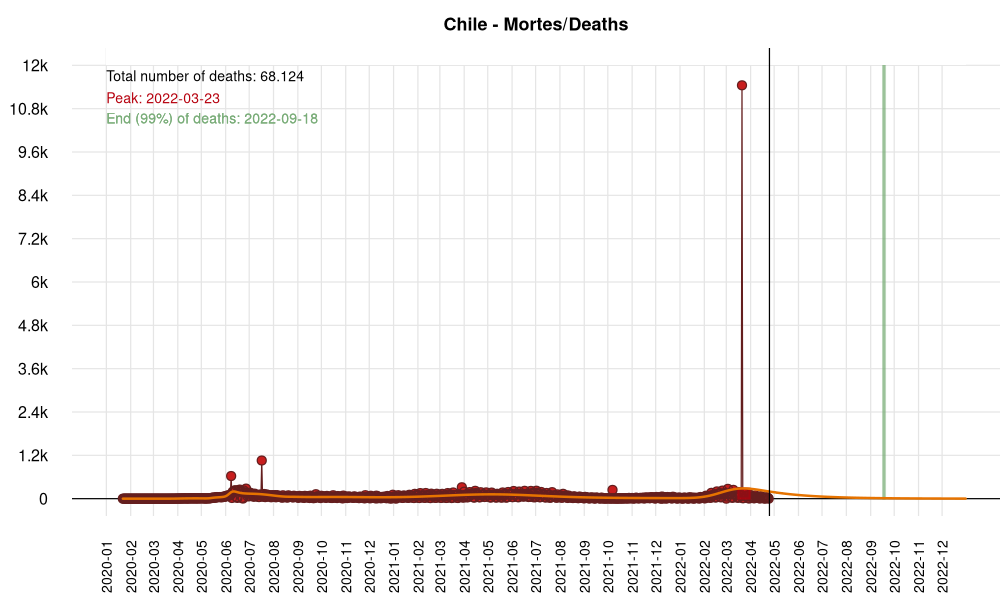 Chile - Mortes/Deaths
12k
10.8k
9.6k
8.4k
7.2k
6k
4.8k
3.6k
2.4k
1.2k
0
Total number of deaths: 68.124
Peak: 2022-03-23
End (99%) of deaths: 2022-09-18
2020-01
2020-02
2020-03
2020-04
2020-05
2020-06
2020-07
2020-08
2020-09
2020-10
2020-11
2020-12
2021-01
2021-02
2021-03
2021-04
2021-05
2021-06
2021-07
2021-08
2021-09
2021-10
2021-11
2021-12
2022-01
2022-02
2022-03
2022-04
2022-05
2022-06
2022-07
2022-08
2022-09
2022-10
2022-11
2022-12